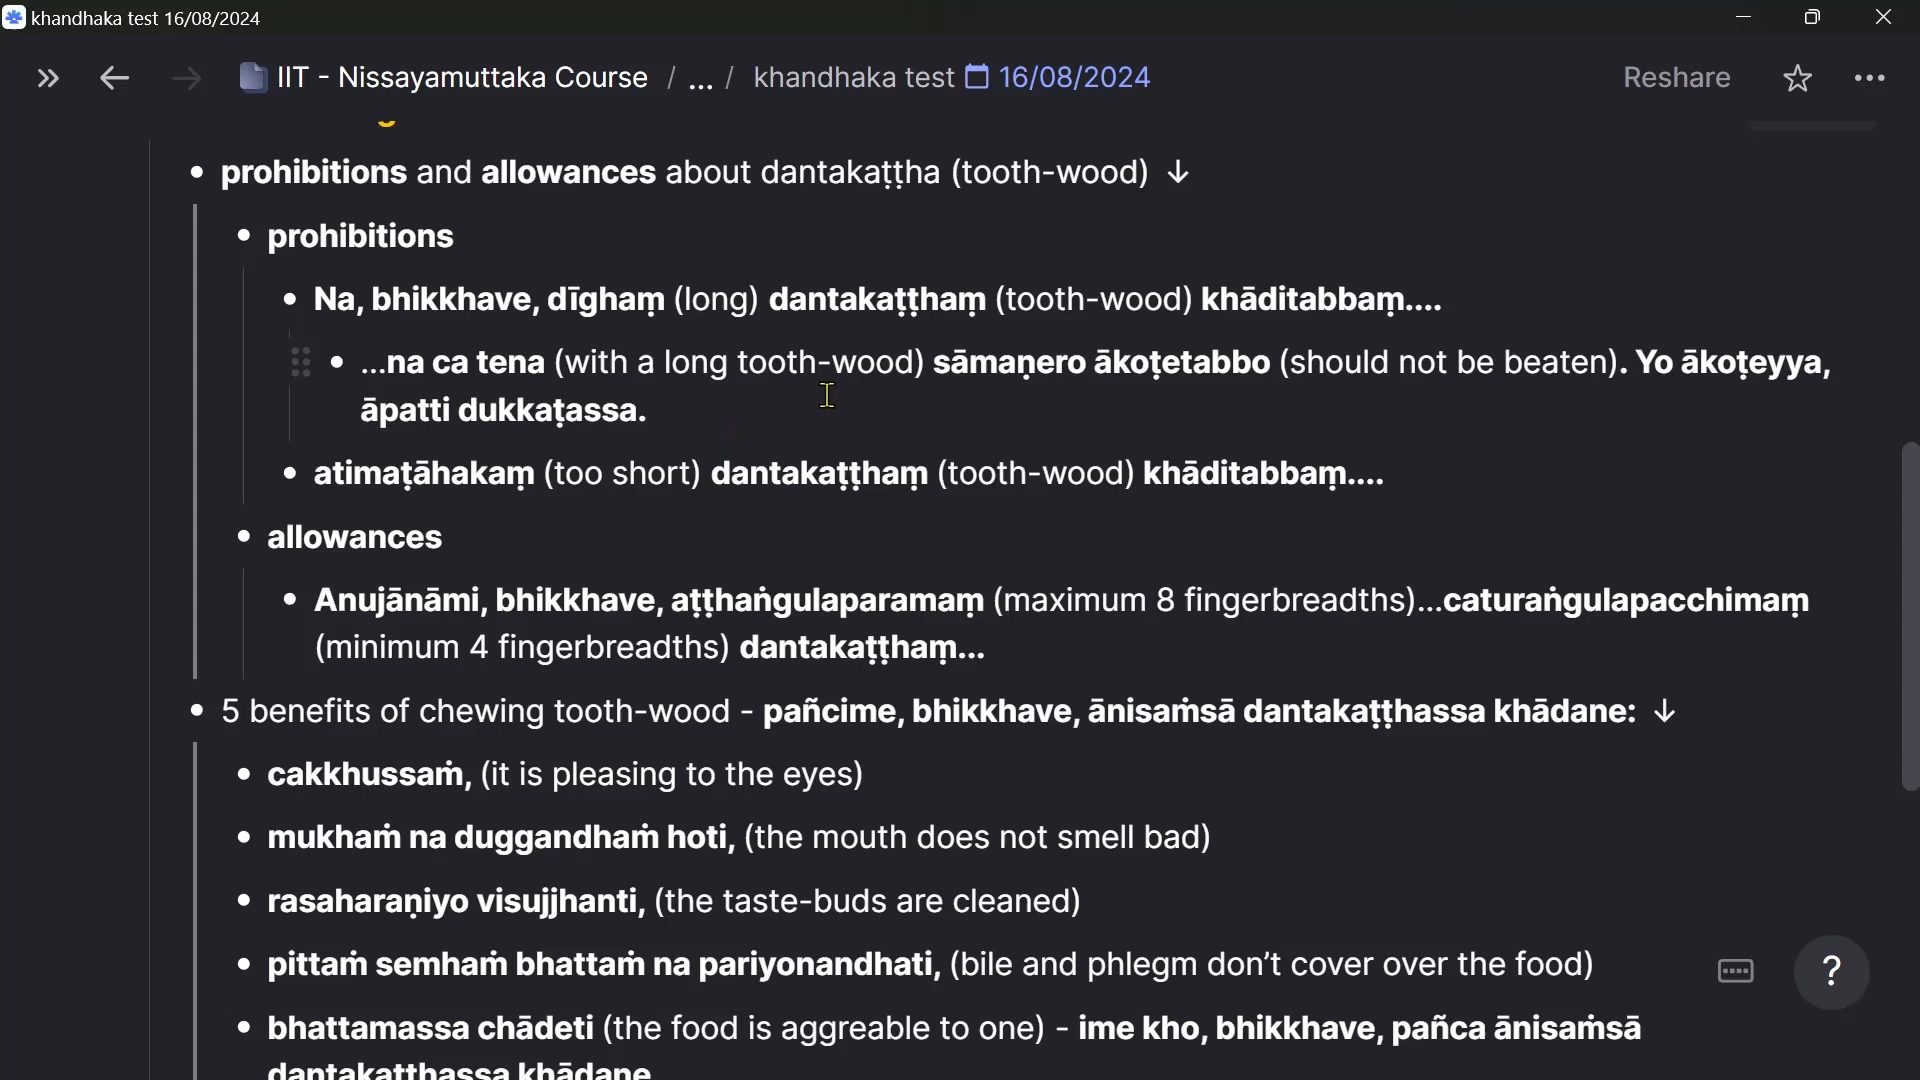 khandhaka test 16/08/2024
IIT - Nissayamuttaka Course / ... / khandhaka test 16/08/2024 Reshare
• prohibitions and allowances about dantakaṭṭha (tooth-wood) ↓
• prohibitions
• Na, bhikkhave, dīghaṃ (long) dantakaṭṭhaṃ (tooth-wood) khāditabbaṃ....
• ...na ca tena (with a long tooth-wood) sāmaṇero ākoṭetabbo (should not be beaten). Yo ākoṭeyya,
āpatti dukkaṭassa.
• atimaṭāhakaṃ (too short) dantakaṭṭhaṃ (tooth-wood) khāditabbaṃ....
• allowances
• Anujānāmi, bhikkhave, aṭṭhaṅgulaparamaṃ (maximum 8 fingerbreadths)...caturaṅgulapacchimaṃ
(minimum 4 fingerbreadths) dantakaṭṭhaṃ...
• 5 benefits of chewing tooth-wood - pañcime, bhikkhave, ānisaṁsā dantakaṭṭhassa khādane: ↓
• cakkhussaṁ, (it is pleasing to the eyes)
• mukhaṁ na duggandhaṁ hoti, (the mouth does not smell bad)
• rasaharaṇiyo visujjhanti, (the taste-buds are cleaned)
• pittaṁ semhaṁ bhattaṁ na pariyonandhati, (bile and phlegm don't cover over the food)
?
• bhattamassa chādeti (the food is aggreable to one) - ime kho, bhikkhave, pañca ānisaṁsā
dantakaṭṭhassa khādane